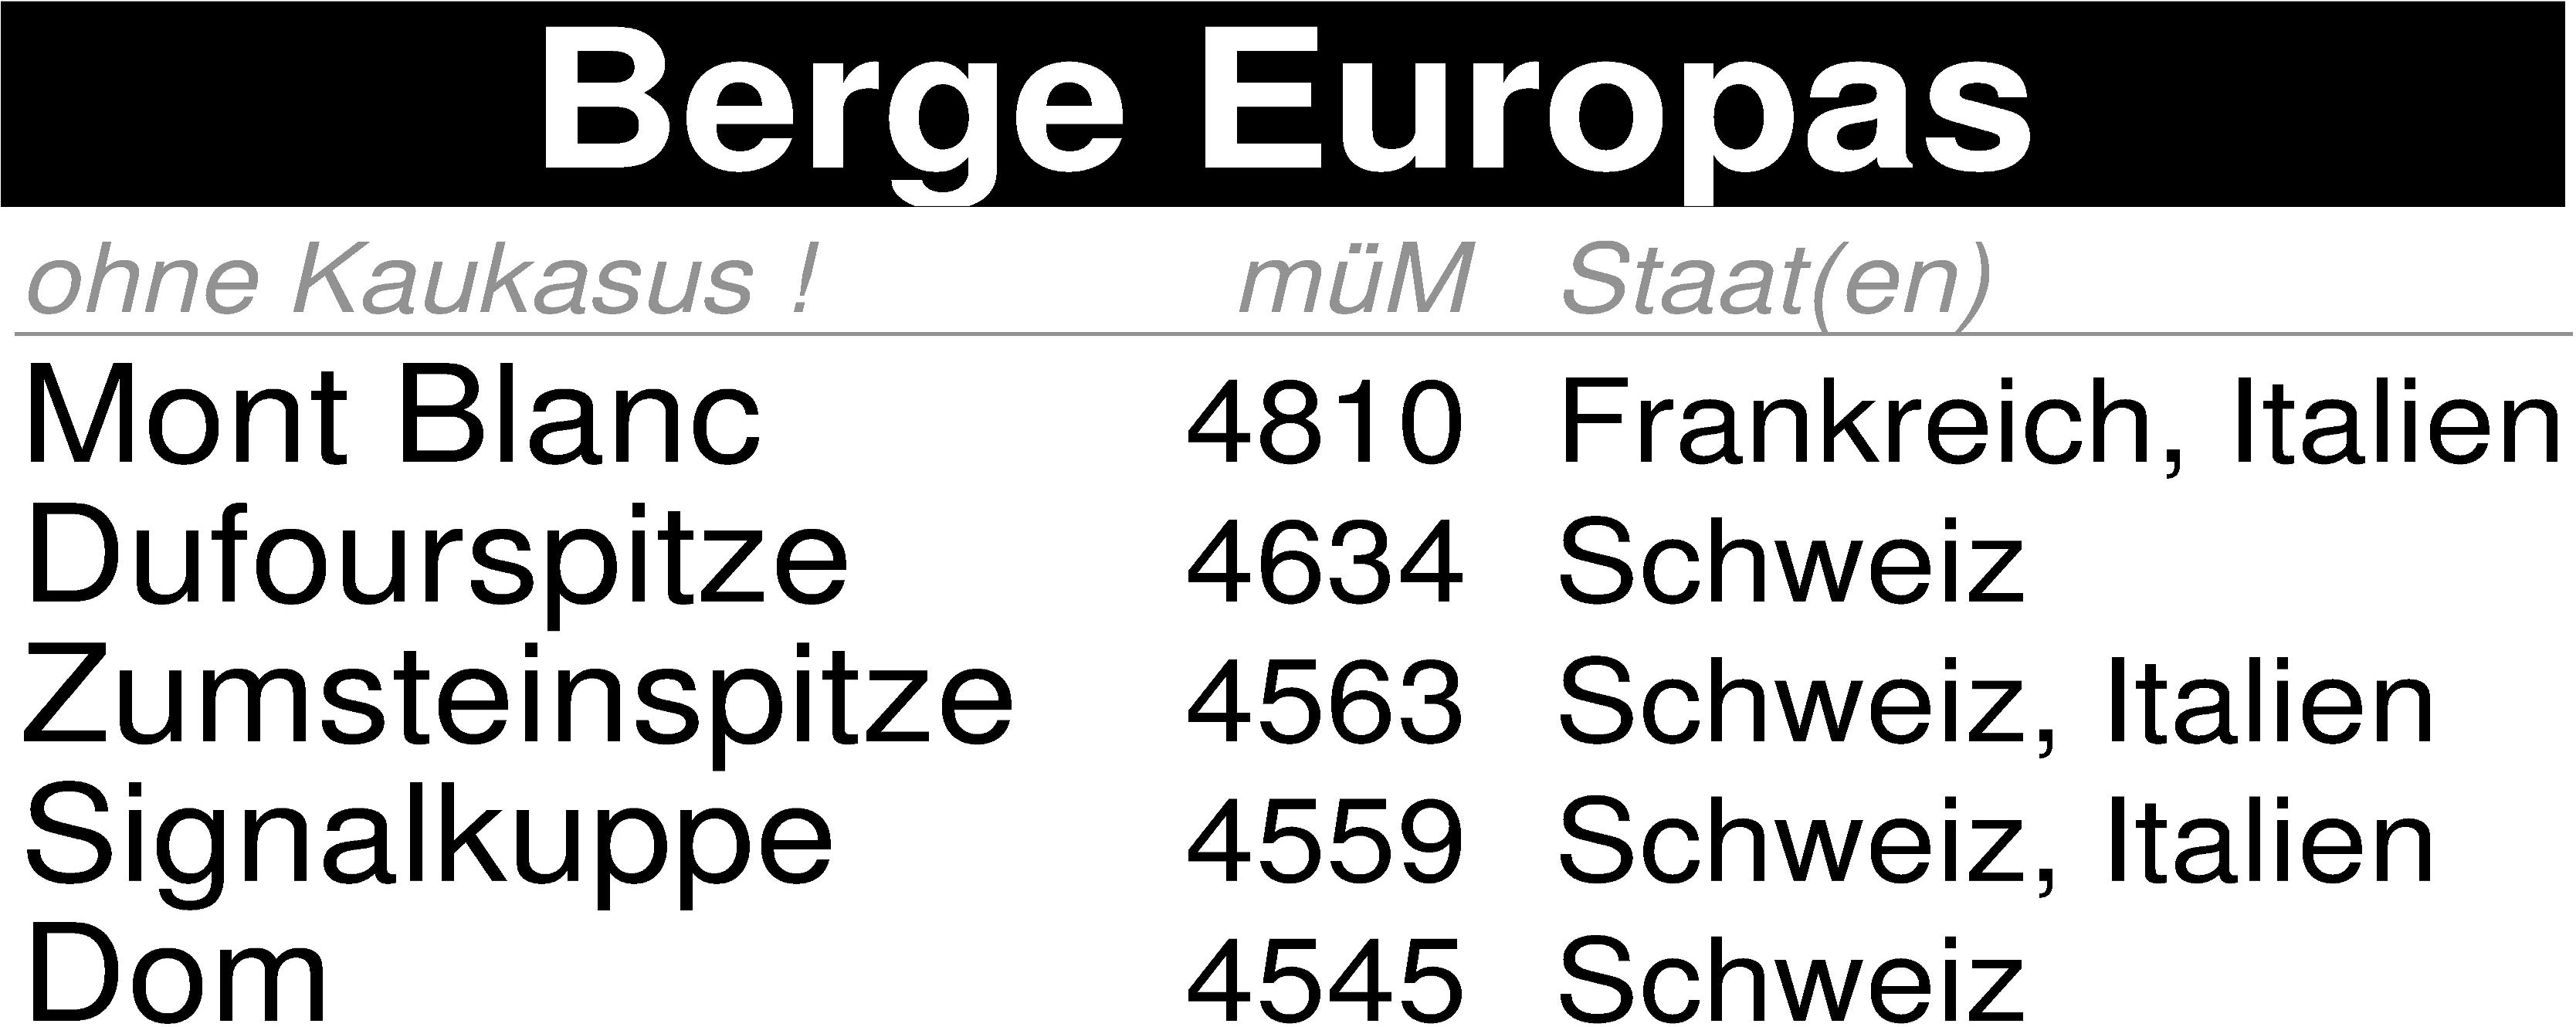 Berge Europas
ohne Kaukasus ! müM Staat(en)
Mont Blanc 4810 Frankreich, Italien
Dufourspitze 4634 Schweiz
Zumsteinspitze 4563 Schweiz, Italien
Signalkuppe 4559 Schweiz, Italien
Dom 4545 Schweiz